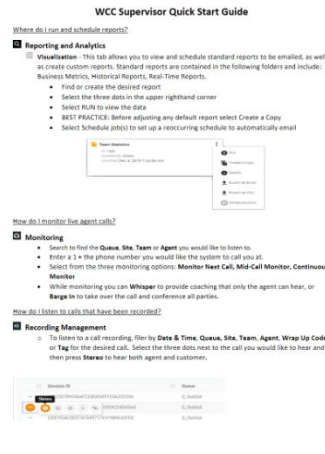 WCC Supervisor Quick Start Guide
Where do I run and schedule reports?
Reporting and Analytics
Visualization - This tab allows you to view and schedule standard reports to be emailed, as well
as create custom reports. Standard reports are contained in the following folders and include:
Business Metrics, Historical Reports, Real-Time Reports.
• Find or create the desired report
• Select the three dots in the upper righthand corner
• Select RUN to view the data
• BEST PRACTICE: Before adjusting any default report select Create a Copy
• Select Schedule job(s) to set up a reoccurring schedule to automatically email
Team Statistics
How do I monitor live agent calls?
Monitoring
• Search to find the Queue, Site, Team or Agent you would like to listen to.
• Enter a 1 + the phone number you would like the system to call you at.
• Select from the three monitoring options: Monitor Next Call, Mid-Call Monitor, Continuou
Monitor
• While monitoring you can Whisper to provide coaching that only the agent can hear, or
Barge In to take over the call and conference all parties.
How do I listen to calls that have been recorded?
Recording Management
o To listen to a call recording, filer by Date & Time, Queue, Site, Team, Agent, Wrap Up Code
or Tag for the desired call. Select the three dots next to the call you would like to hear and
then press Stereo to hear both agent and customer.
Session ID Queue
Stereo